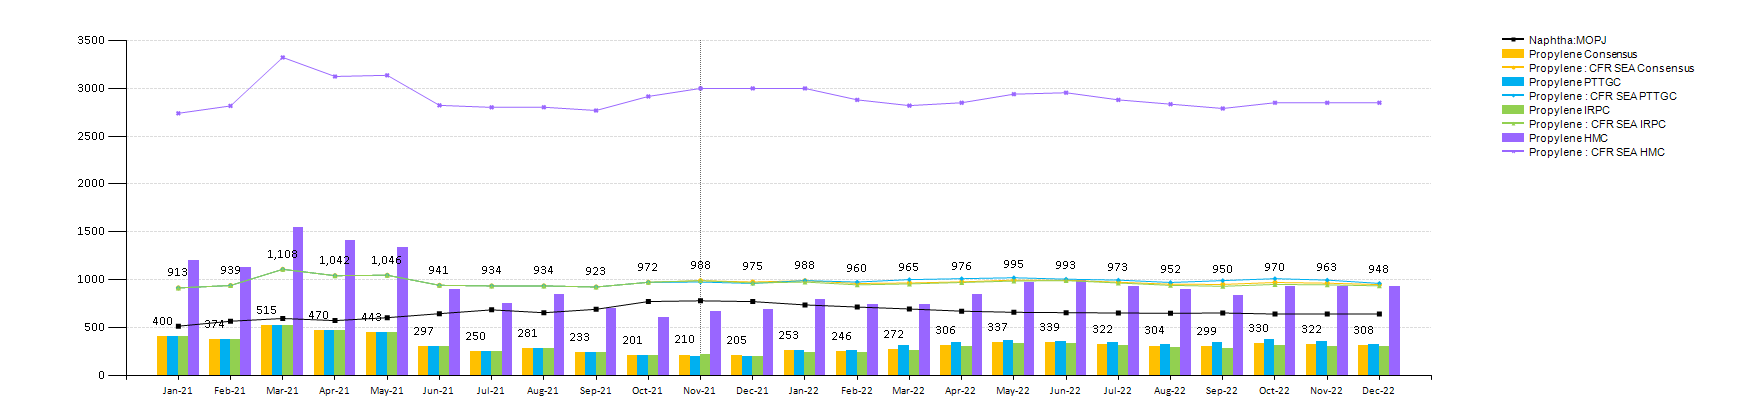 3500
3000
2500
2000
1500
1000
500
0
913 939 1,108 1,042 1,046 941 934 934 923 972 988 975 988 960 965 976 995 993 973 952 950 970 963 948
400 374 515 470 443 297 250 281 233 201 210 205 253 246 272 306 337 339 322 304 299 330 322 308
Jan-21 Feb-21 Mar-21 Apr-21 May-21 Jun-21 Jul-21 Aug-21 Sep-21 Oct-21 Nov-21 Dec-21 Jan-22 Feb-22 Mar-22 Apr-22 May-22 Jun-22 Jul-22 Aug-22 Sep-22 Oct-22 Nov-22 Dec-22
Naphtha:MOPJ
Propylene Consensus
Propylene : CFR SEA Consensus
Propylene PTTGC
Propylene : CFR SEA PTTGC
Propylene IRPC
Propylene : CFR SEA IRPC
Propylene HMC
Propylene : CFR SEA HMC